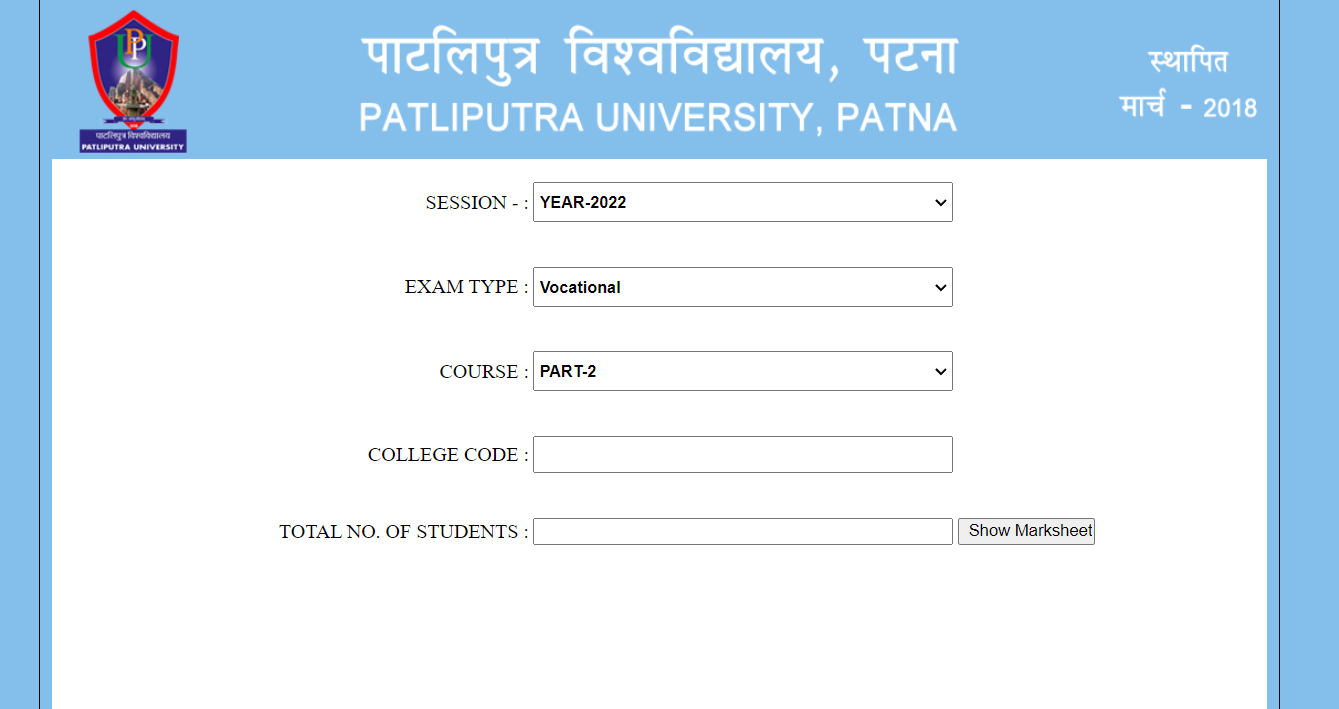 पाटलिपुत्र विश्वविद्यालय, पटना
PATLIPUTRA UNIVERSITY, PATNA
स्थापित
मार्च - 2018
PPU
पाटलिपुत्र विश्वविद्यालय
PATLIPUTRA UNIVERSITY
SESSION - : YEAR-2022
EXAM TYPE : Vocational
COURSE : PART-2
COLLEGE CODE :
TOTAL NO. OF STUDENTS : Show Marksheet